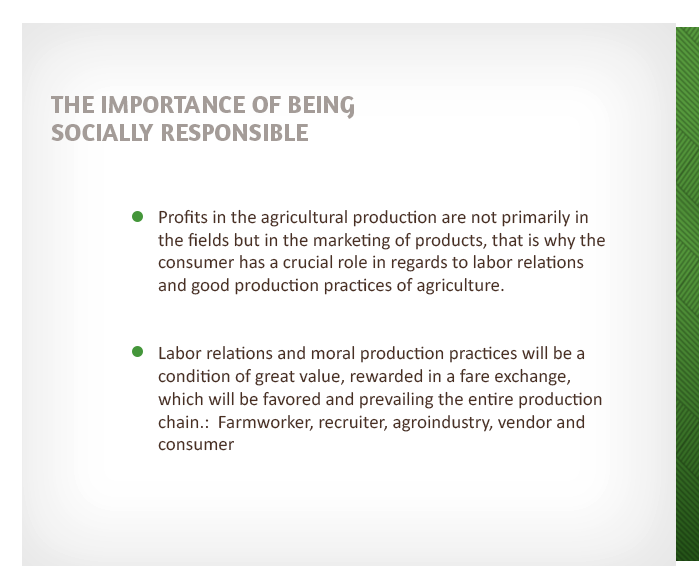 THE IMPORTANCE OF BEING
SOCIALLY RESPONSIBLE
Profits in the agricultural production are not primarily in
the fields but in the marketing of products, that is why the
consumer has a crucial role in regards to labor relations
and good production practices of agriculture.
Labor relations and moral production practices will be a
condition of great value, rewarded in a fare exchange,
which will be favored and prevailing the entire production
chain.:  Farmworker, recruiter, agroindustry, vendor and
consumer